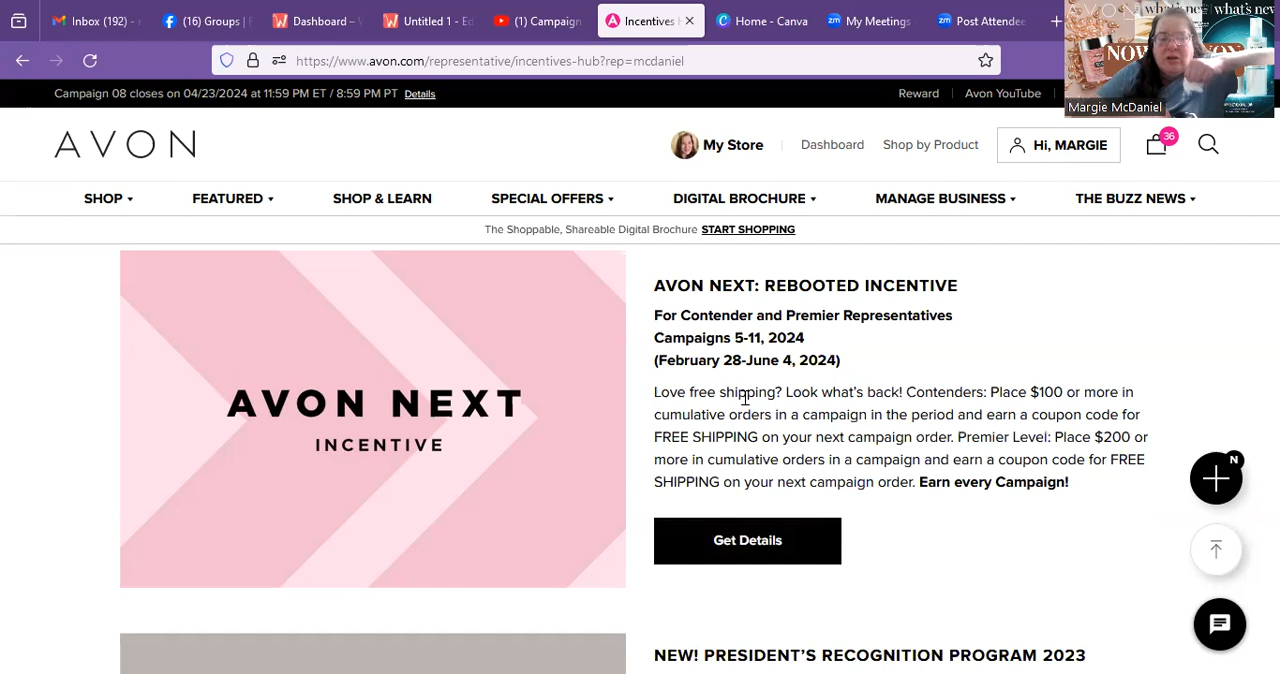 Inbox (192) -
(16) Groups |
Dashboard –
Untitled 1 - Ed
(1) Campaign
Incentives
Home - Canva
My Meetings
Post Attendee
https://www.avon.com/representative/incentives-hub?rep=mcdaniel
what's new
what's new
NOW
Margie McDaniel
Campaign 08 closes on 04/23/2024 at 11:59 PM ET / 8:59 PM PT Details
Reward
Avon YouTube
AVON
My Store
Dashboard
Shop by Product
Hi, MARGIE
36
SHOP
FEATURED
SHOP & LEARN
SPECIAL OFFERS
DIGITAL BROCHURE
MANAGE BUSINESS
THE BUZZ NEWS
The Shoppable, Shareable Digital Brochure START SHOPPING
AVON NEXT
INCENTIVE
AVON NEXT: REBOOTED INCENTIVE
For Contender and Premier Representatives
Campaigns 5-11, 2024
(February 28-June 4, 2024)
Love free shipping? Look what's back! Contenders: Place $100 or more in
cumulative orders in a campaign in the period and earn a coupon code for
FREE SHIPPING on your next campaign order. Premier Level: Place $200 or
more in cumulative orders in a campaign and earn a coupon code for FREE
SHIPPING on your next campaign order. Earn every Campaign!
Get Details
N
NEW! PRESIDENT'S RECOGNITION PROGRAM 2023